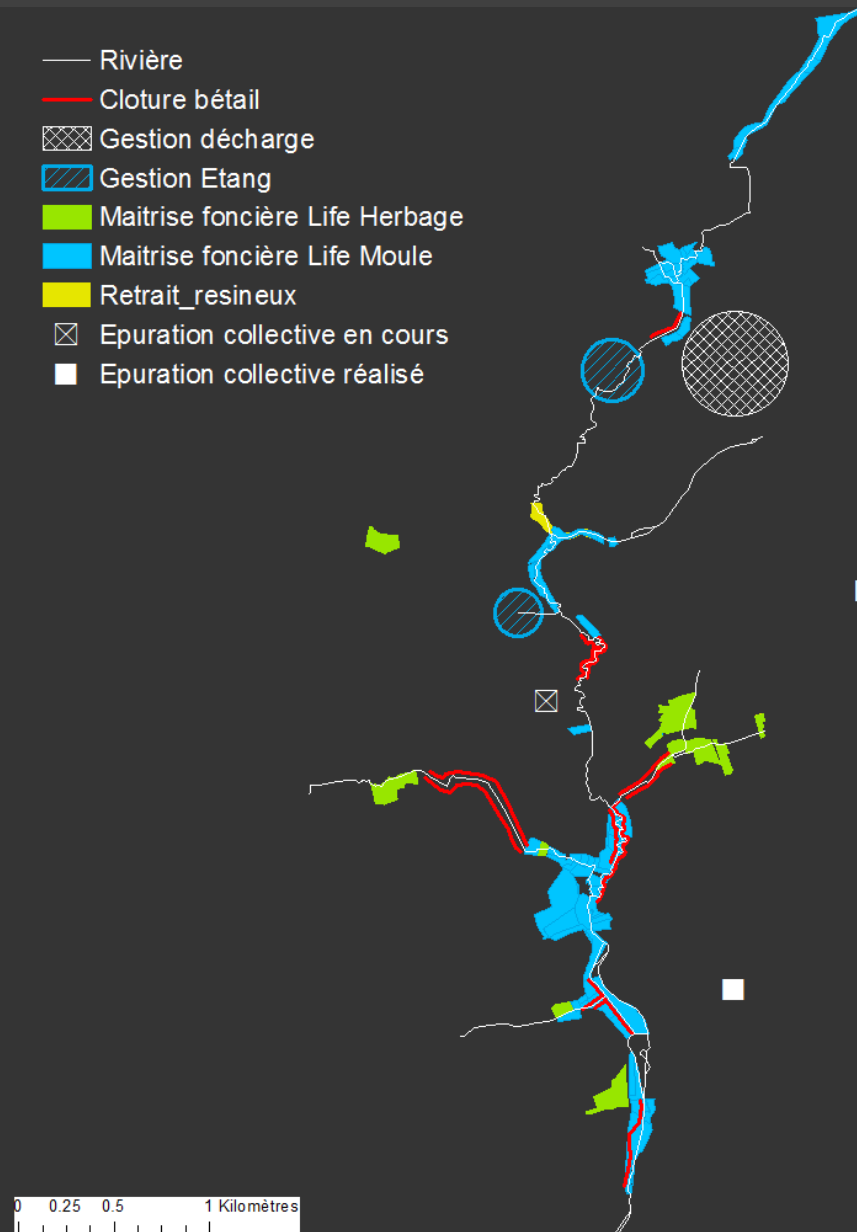 Rivière
Cloture bétail
Gestion décharge
Gestion Etang
Maitrise foncière Life Herbage
Maitrise foncière Life Moule
Retrait_resineux
Epuration collective en cours
Epuration collective réalisé
0 0.25 0.5 1 Kilomètres